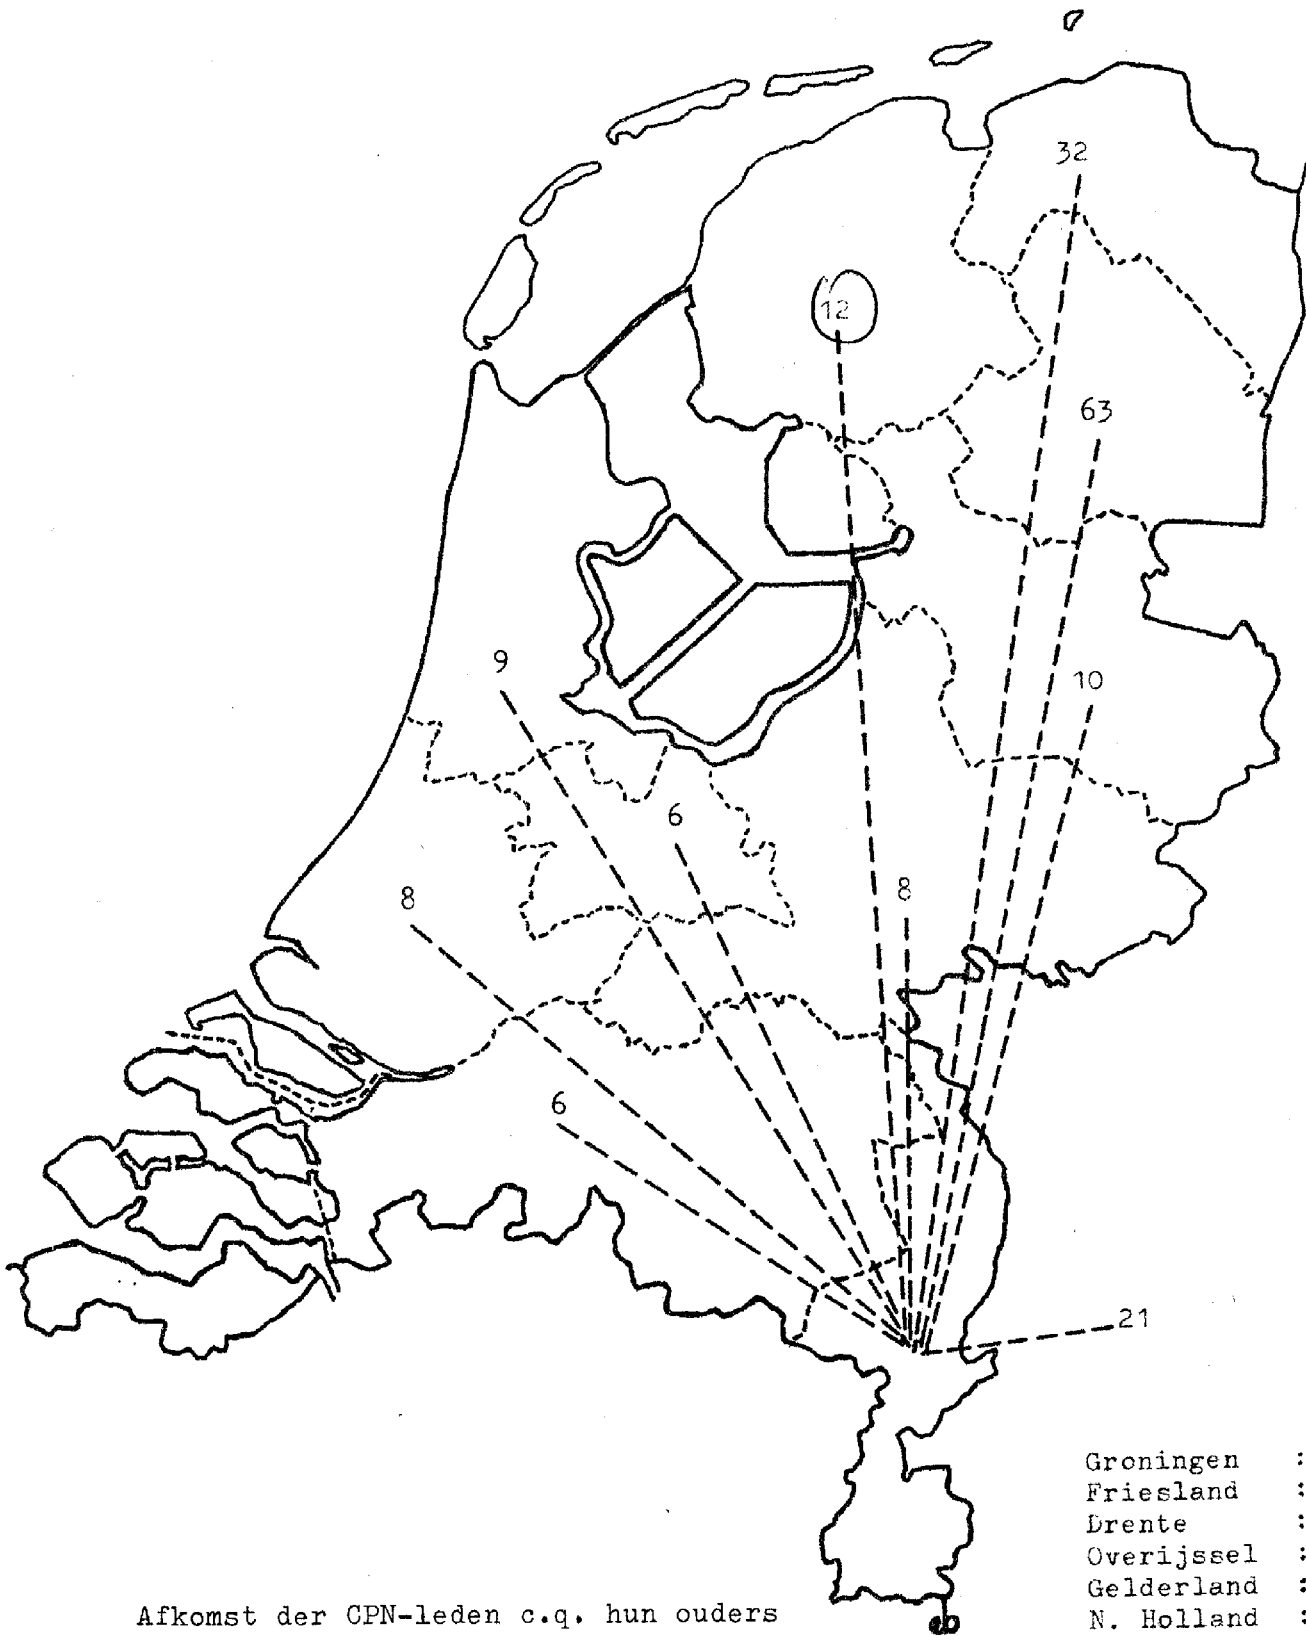 32
12
63
9
10
6
8
8
6
21
Groningen :
Friesland :
Drente :
Overijssel :
Gelderland :
N. Holland :
Afkomst der CPN-leden c.q. hun ouders